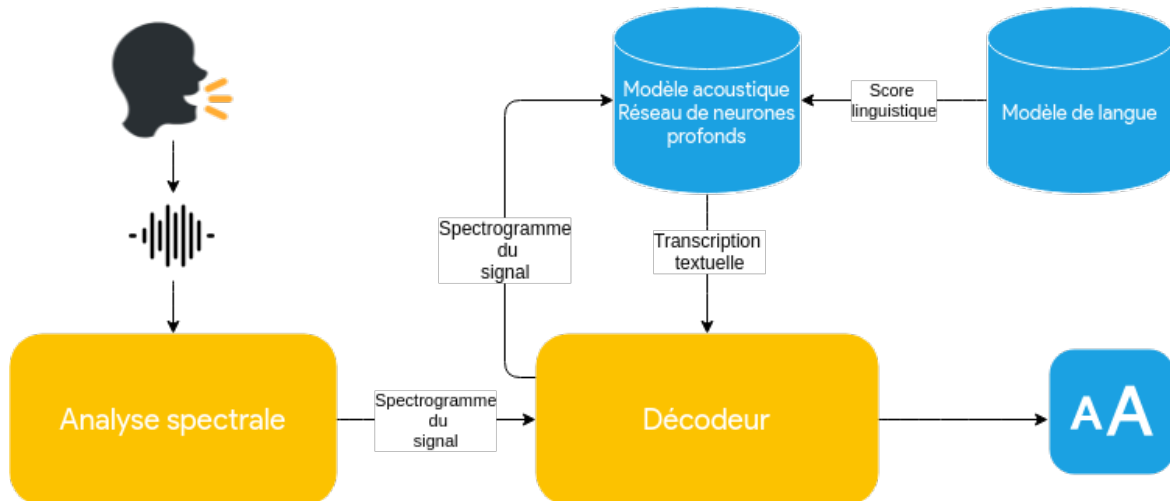 Modèle acoustique
Réseau de neurones
profonds
Score
linguistique
Modèle de langue
Spectrogramme
du
signal
Transcription
textuelle
Analyse spectrale
Spectrogramme
du
signal
Décodeur
AA